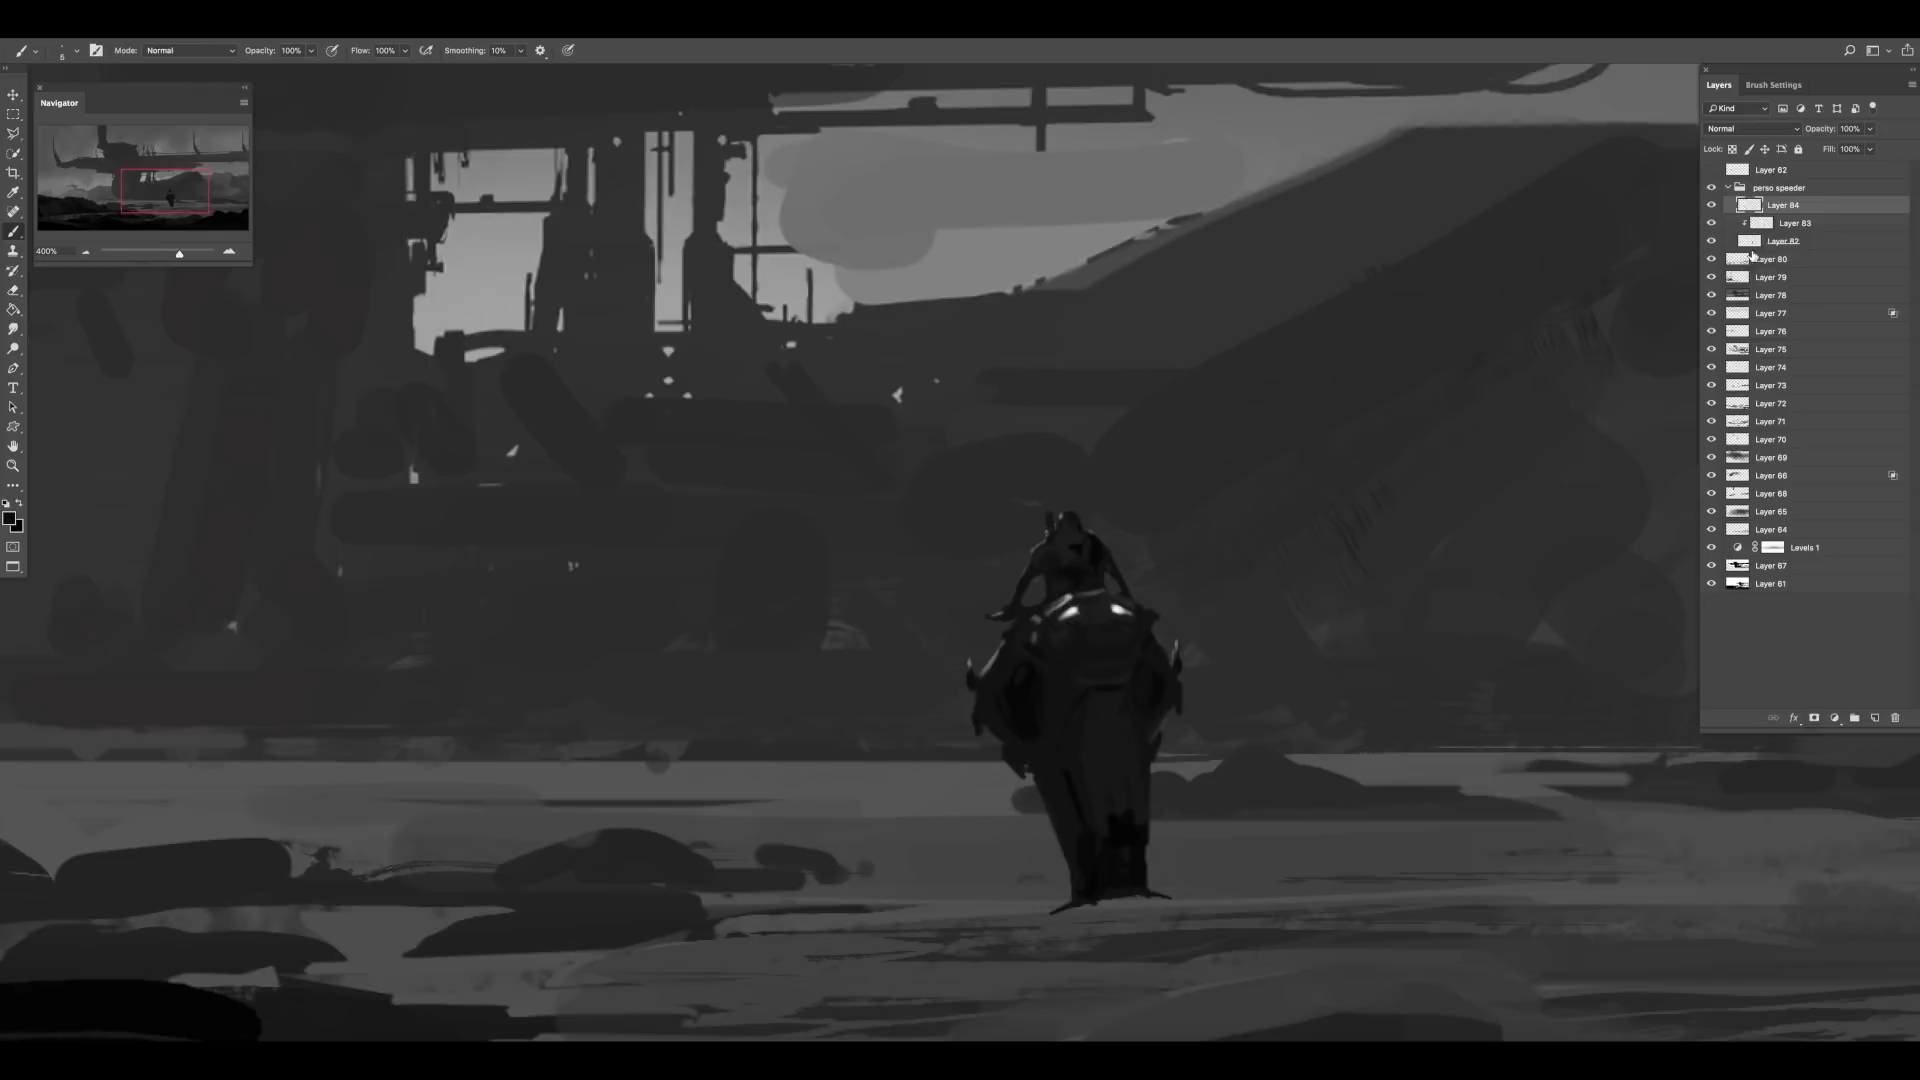 5 Mode: Normal Opacity: 100% Flow: 100% Smoothing: 10%
Navigator
400%
Layers Brush Settings
Kind
Normal Opacity: 100%
Lock: Fill: 100%
Layer 62
perso speeder
Layer 84
Layer 83
Layer 82
Layer 80
Layer 79
Layer 78
Layer 77
Layer 76
Layer 75
Layer 74
Layer 73
Layer 72
Layer 71
Layer 70
Layer 69
Layer 66
Layer 68
Layer 65
Layer 64
Levels 1
Layer 67
Layer 61